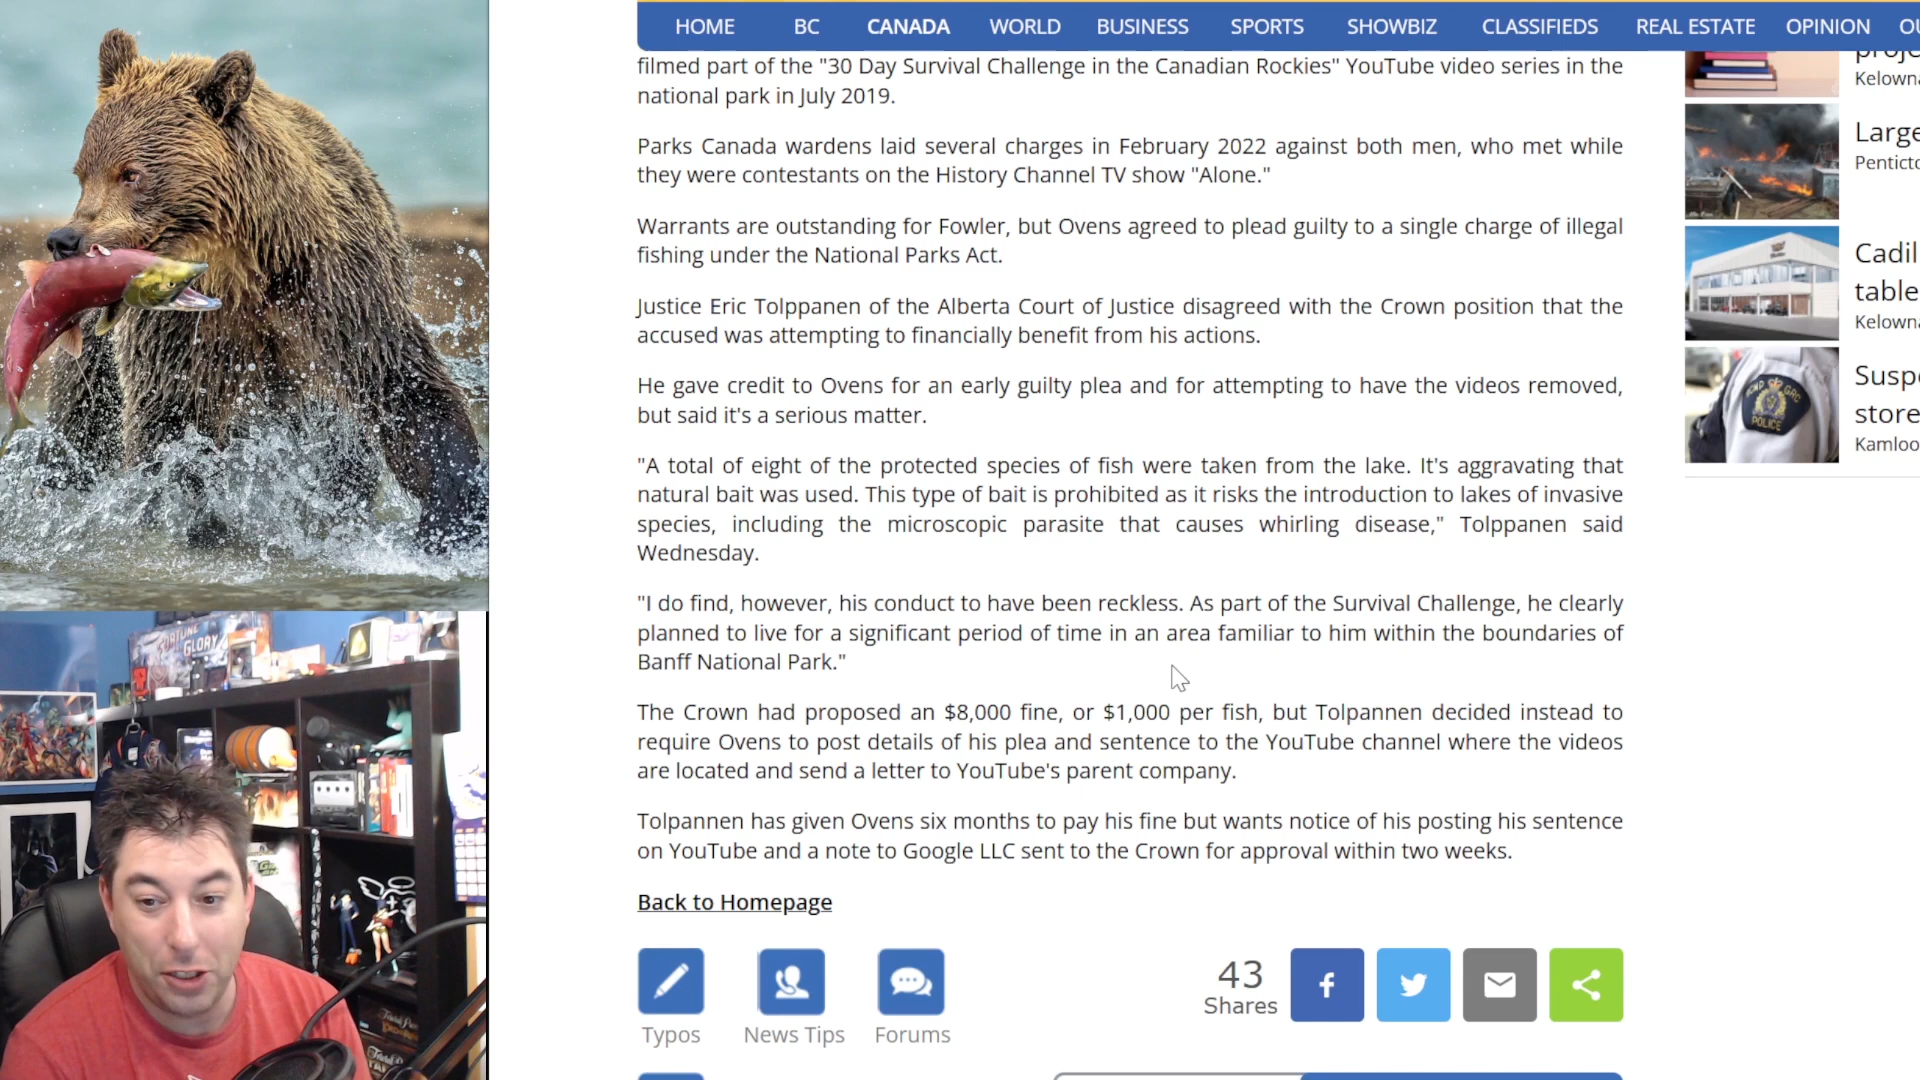 HOME BC CANADA WORLD BUSINESS SPORTS SHOWBIZ CLASSIFIEDS REAL ESTATE OPINION
filmed part of the "30 Day Survival Challenge in the Canadian Rockies" YouTube video series in the
national park in July 2019.
Parks Canada wardens laid several charges in February 2022 against both men, who met while
they were contestants on the History Channel TV show "Alone."
Warrants are outstanding for Fowler, but Ovens agreed to plead guilty to a single charge of illegal
fishing under the National Parks Act.
Justice Eric Tolppanen of the Alberta Court of Justice disagreed with the Crown position that the
accused was attempting to financially benefit from his actions.
He gave credit to Ovens for an early guilty plea and for attempting to have the videos removed,
but said it's a serious matter.
"A total of eight of the protected species of fish were taken from the lake. It's aggravating that
natural bait was used. This type of bait is prohibited as it risks the introduction to lakes of invasive
species, including the microscopic parasite that causes whirling disease," Tolppanen said
Wednesday.
"I do find, however, his conduct to have been reckless. As part of the Survival Challenge, he clearly
planned to live for a significant period of time in an area familiar to him within the boundaries of
Banff National Park."
The Crown had proposed an $8,000 fine, or $1,000 per fish, but Tolpannen decided instead to
require Ovens to post details of his plea and sentence to the YouTube channel where the videos
are located and send a letter to YouTube's parent company.
Tolpannen has given Ovens six months to pay his fine but wants notice of his posting his sentence
on YouTube and a note to Google LLC sent to the Crown for approval within two weeks.
Back to Homepage
Typos News Tips Forums
43
Shares
Kelowna
Large
Penticto
Cadil
table
Kelowna
Suspe
store
Kamloo
POLICE
FORTUNE
GLORY